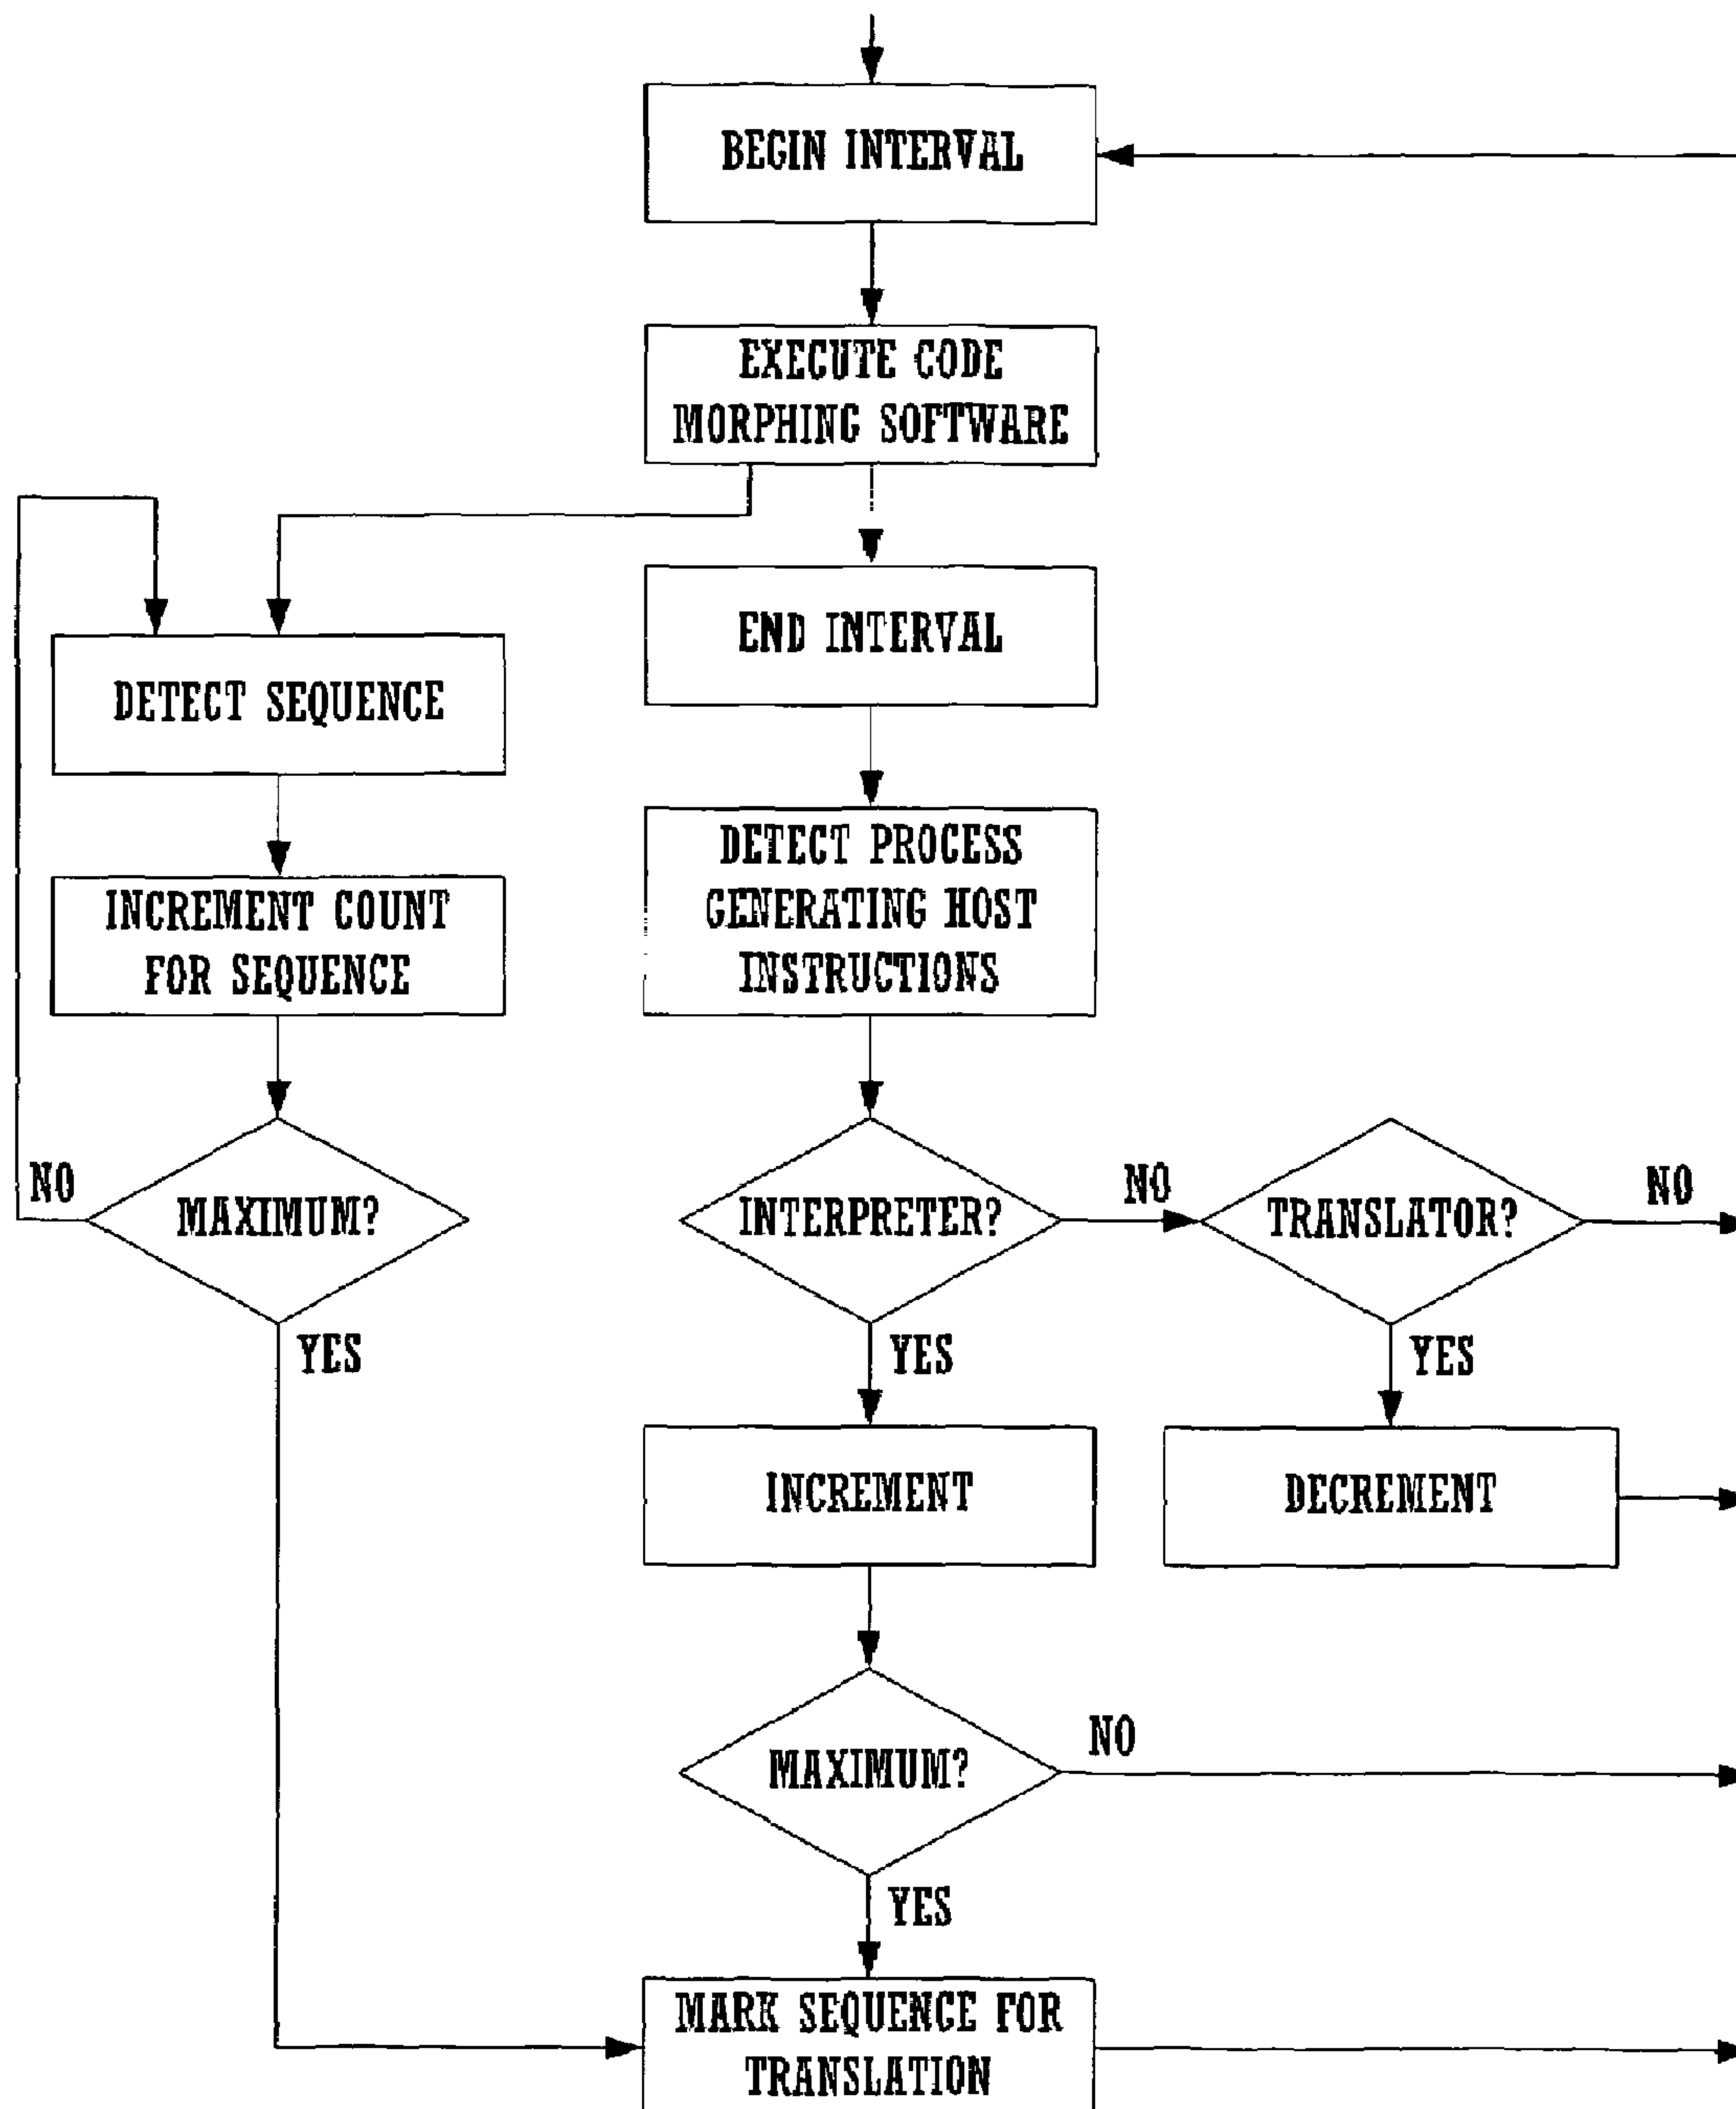 BEGIN INTERVAL
EXECUTE CODE
MORPHING SOFTWARE
END INTERVAL
DETECT SEQUENCE
DETECT PROCESS
GENERATING HOST
INSTRUCTIONS
INCREMENT COUNT
FOR SEQUENCE
NO
MAXIMUM?
YES
INTERPRETER?
NO
TRANSLATOR?
NO
YES
YES
INCREMENT
DECREMENT
MAXIMUM?
NO
YES
MARK SEQUENCE FOR
TRANSLATION